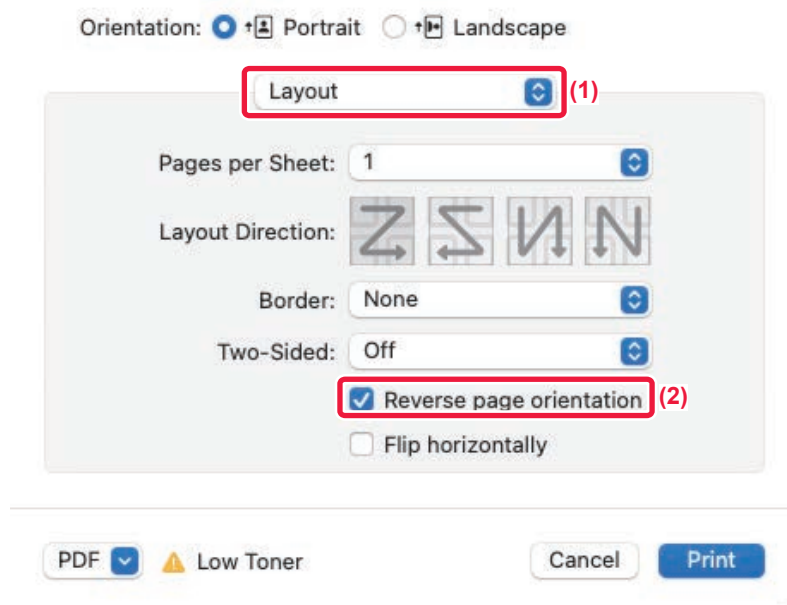 Orientation: Portrait Landscape
Layout (1)
Pages per Sheet: 1
Layout Direction:
Border: None
Two-Sided: Off
Reverse page orientation (2)
Flip horizontally
PDF Low Toner Cancel Print